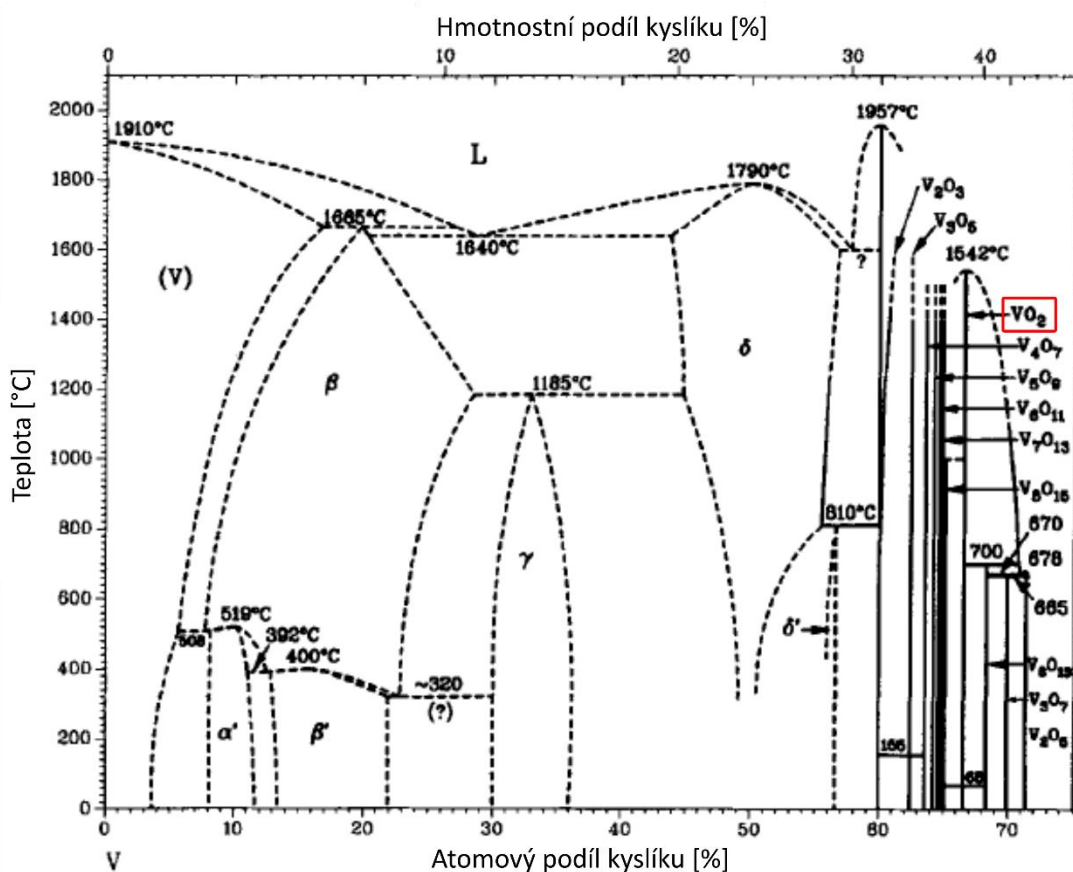 Hmotnostní podíl kyslíku [%]
0 10 20 30 40
2000
1910°C
1957°C
L
1800
1790°C
V₂O₃
1665°C
V₃O₅
1640°C
1600
?
1542°C
(V)
1400
VO₂
V₄O₇
β
δ
V₅O₉
1200
1185°C
V₆O₁₁
V₇O₁₃
1000
V₈O₁₅
Teplota [°C]
810°C
670
800
700
678
γ
665
600
519°C
508
392°C
δ'
400°C
400
~320
(?)
V₃O₇
α'
β'
V₂O₅
200
68
0
0 10 20 30 40 50 60 70
V
Atomový podíl kyslíku [%]